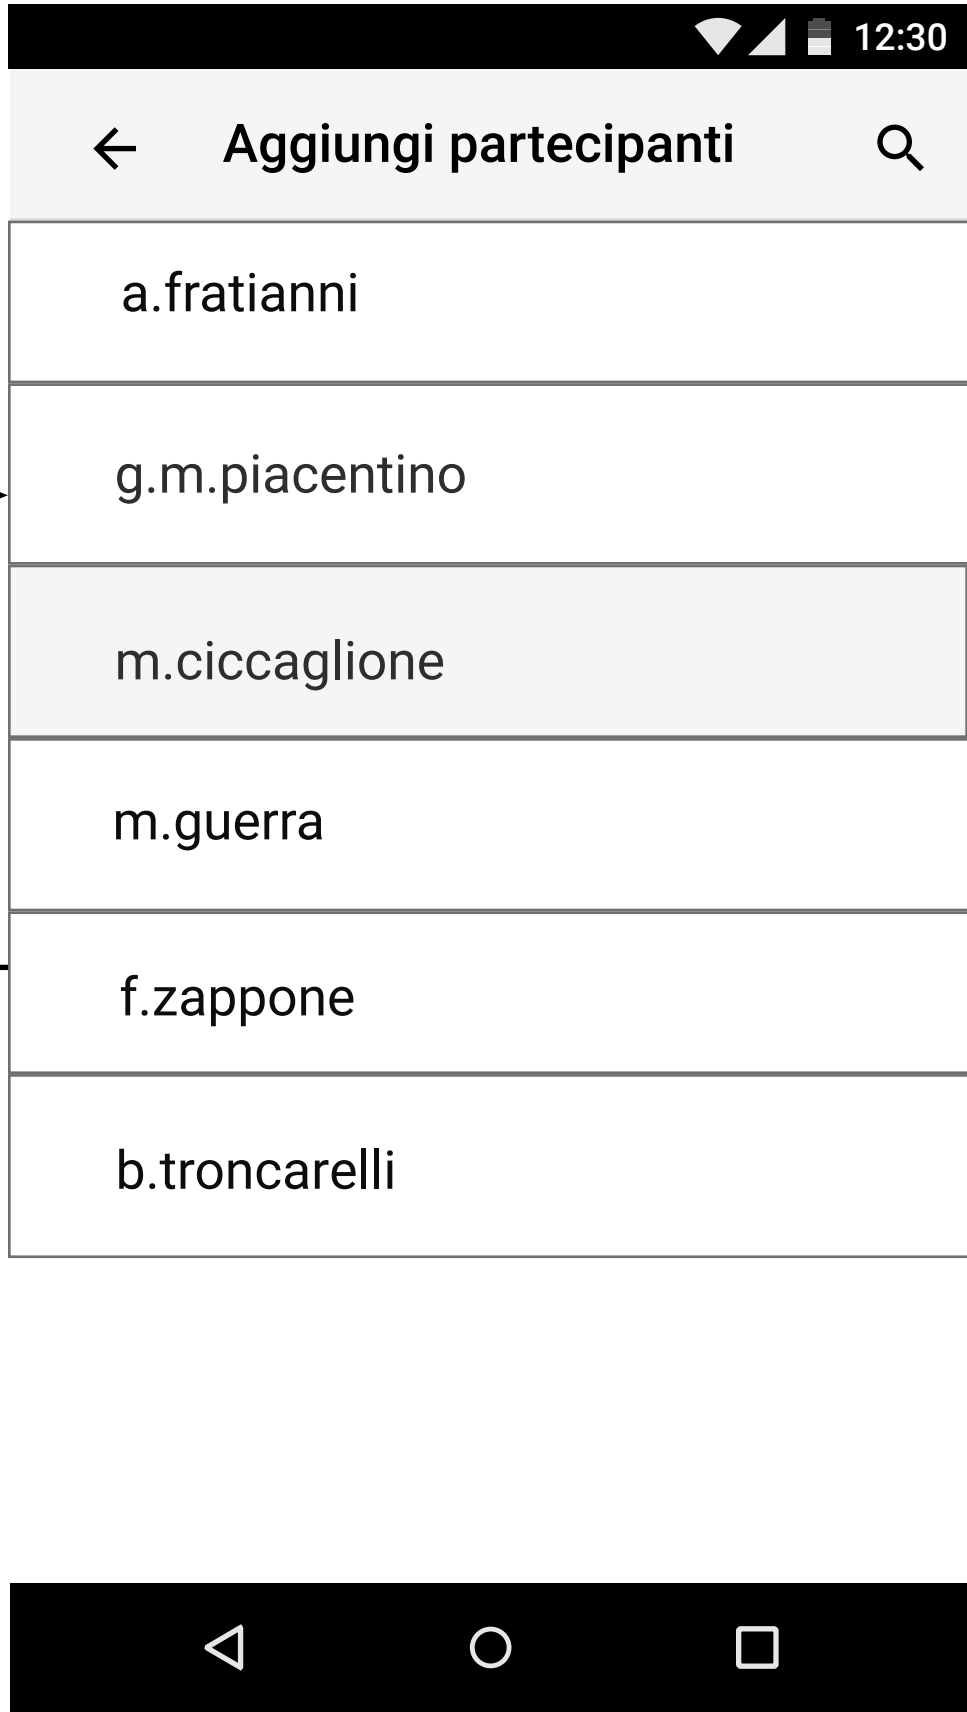 12:30
Aggiungi partecipanti
a.fratianni
g.m.piacentino
m.ciccaglione
m.guerra
f.zappone
b.troncarelli